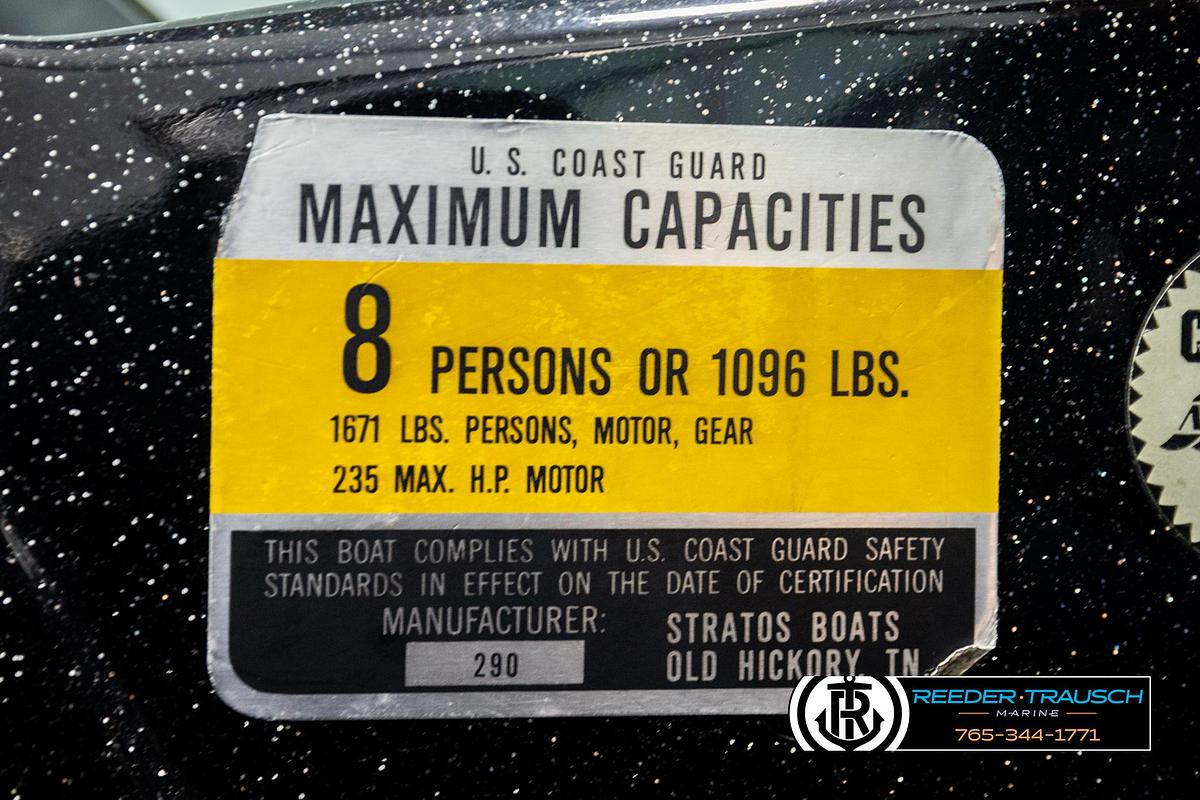 U. S. COAST GUARD
MAXIMUM CAPACITIES
8 PERSONS OR 1096 LBS.
1671 LBS. PERSONS, MOTOR, GEAR
235 MAX. H.P. MOTOR
THIS BOAT COMPLIES WITH U.S. COAST GUARD SAFETY
STANDARDS IN EFFECT ON THE DATE OF CERTIFICATION
MANUFACTURER:
STRATOS BOATS
290
OLD HICKORY, TN
REEDER·TRAUSCH
MARINE
765-344-1771